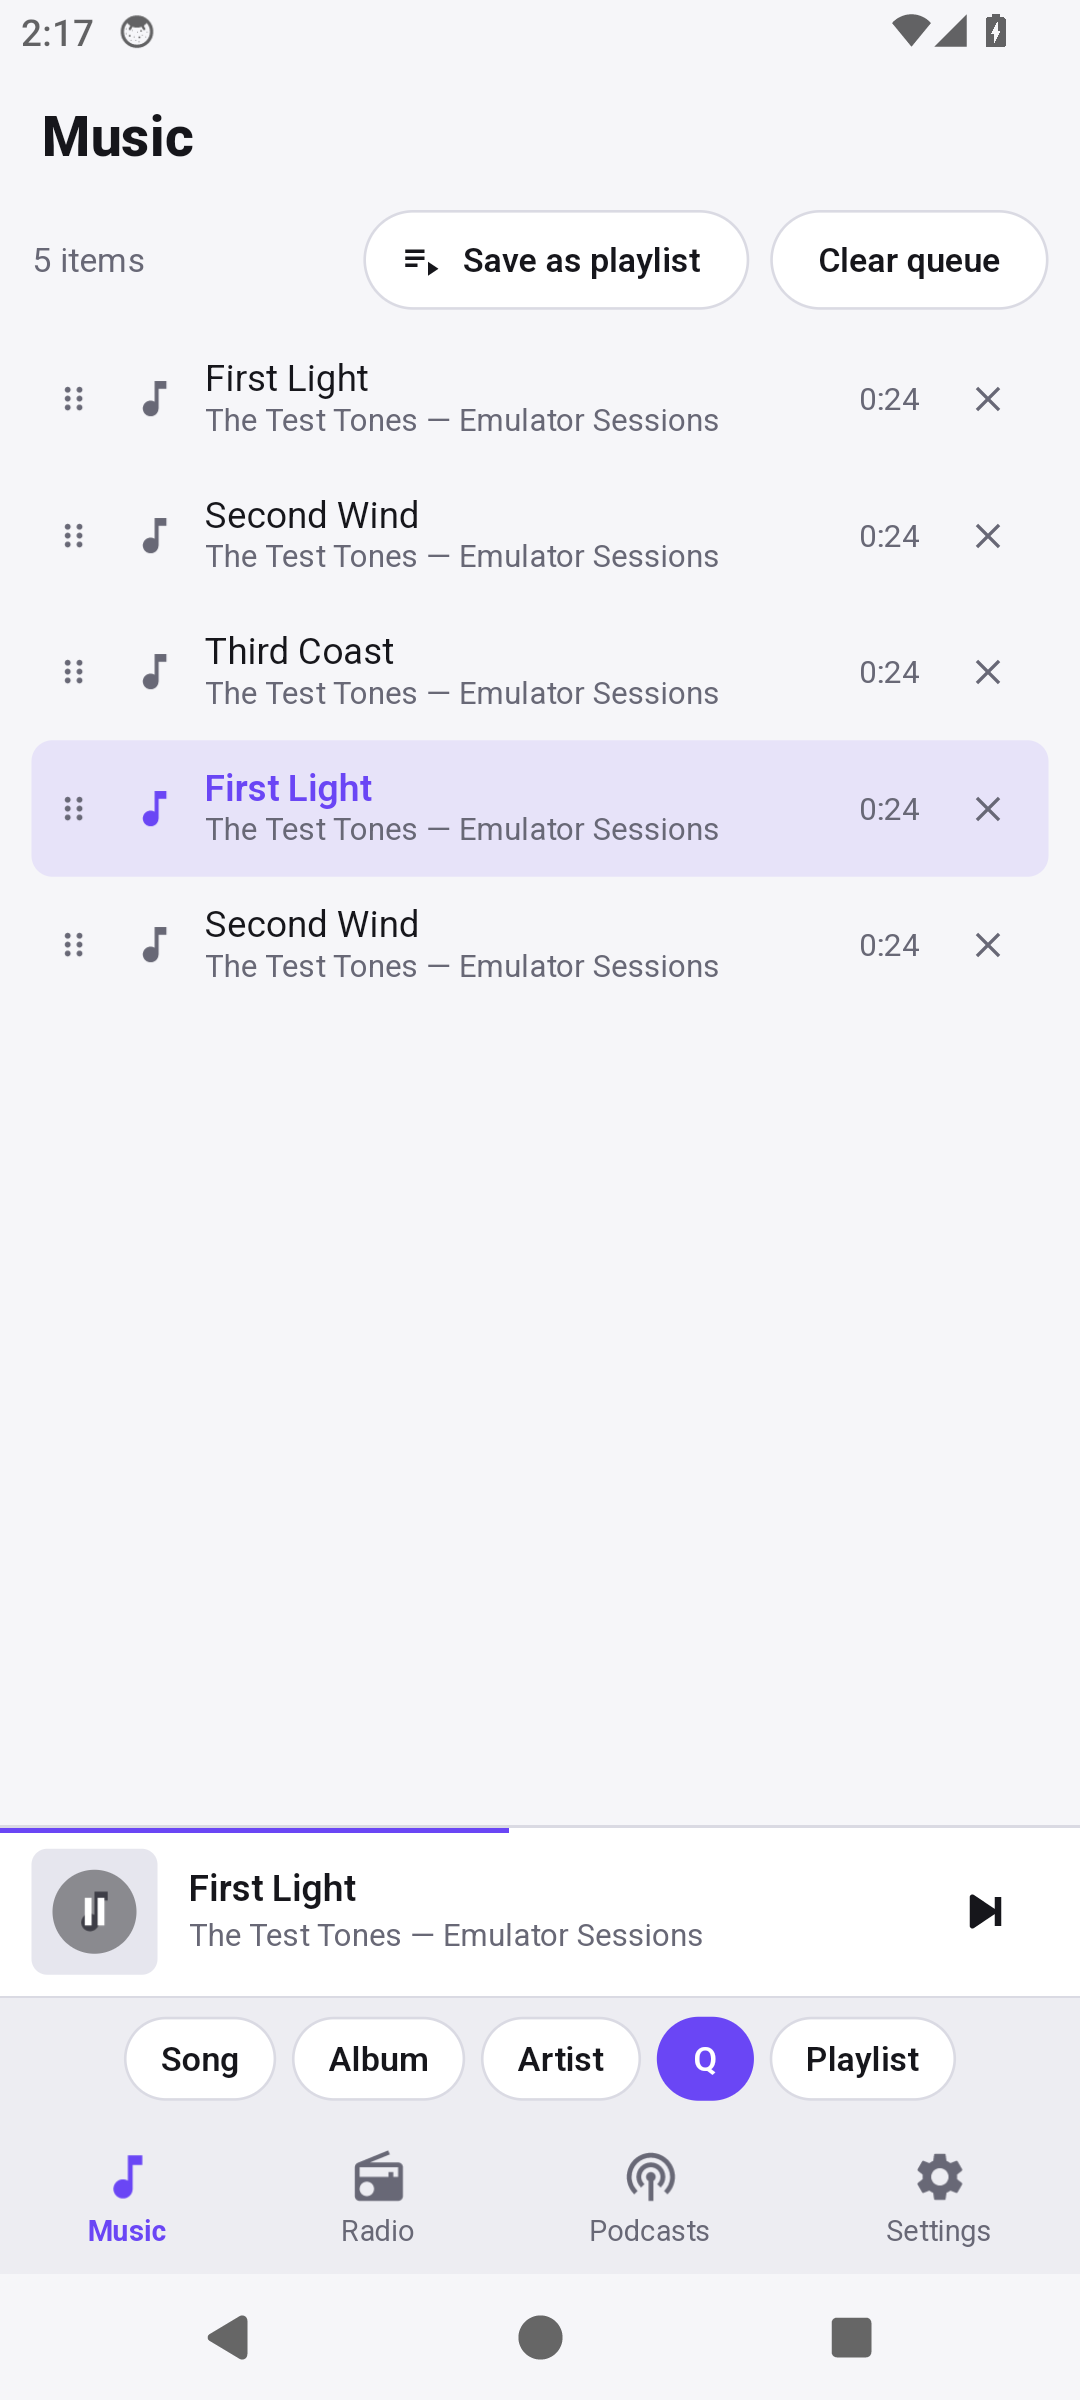 2:17
Music
5 items
Save as playlist
Clear queue
First Light
The Test Tones — Emulator Sessions
0:24
Second Wind
The Test Tones — Emulator Sessions
0:24
Third Coast
The Test Tones — Emulator Sessions
0:24
First Light
The Test Tones — Emulator Sessions
0:24
Second Wind
The Test Tones — Emulator Sessions
0:24
First Light
The Test Tones — Emulator Sessions
Song
Album
Artist
Q
Playlist
Music
Radio
Podcasts
Settings